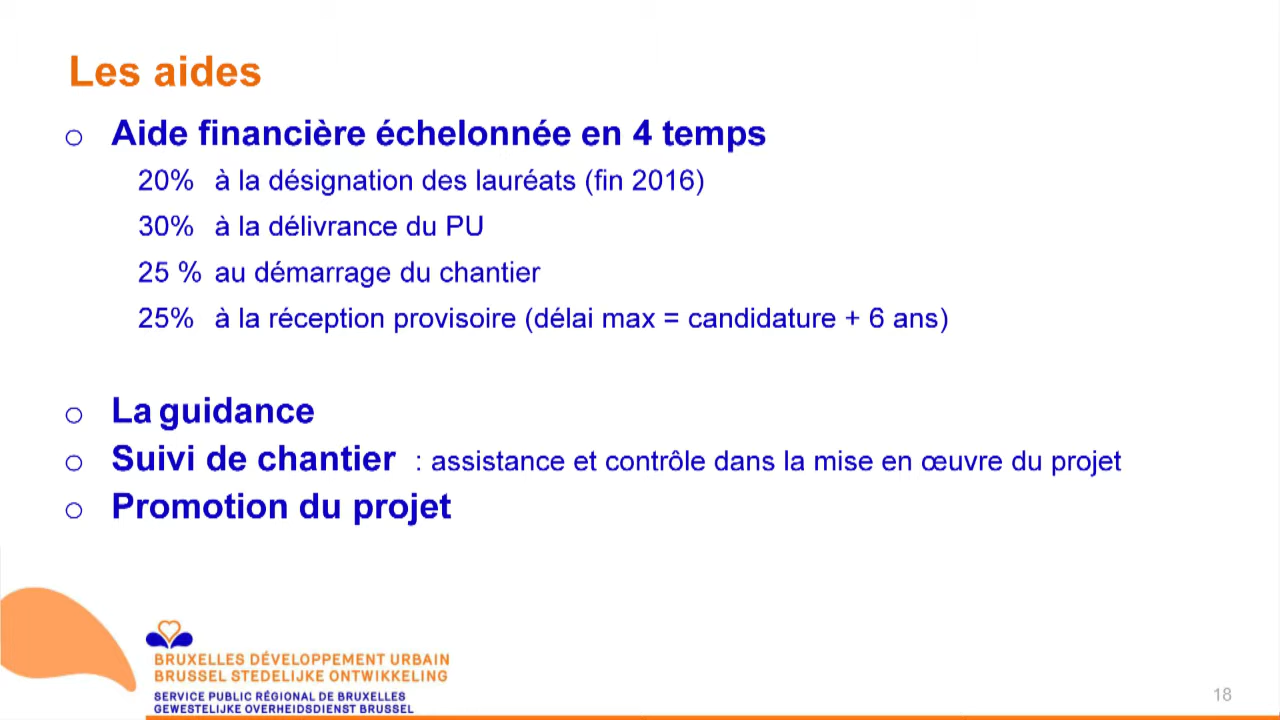 Les aides
o Aide financière échelonnée en 4 temps
20% à la désignation des lauréats (fin 2016)
30% à la délivrance du PU
25 % au démarrage du chantier
25% à la réception provisoire (délai max = candidature + 6 ans)
o La guidance
o Suivi de chantier : assistance et contrôle dans la mise en œuvre du projet
o Promotion du projet
BRUXELLES DÉVELOPPEMENT URBAIN
BRUSSEL STEDELIJKE ONTWIKKELING
SERVICE PUBLIC RÉGIONAL DE BRUXELLES
GEWESTELIJKE OVERHEIDSDIENST BRUSSEL
18